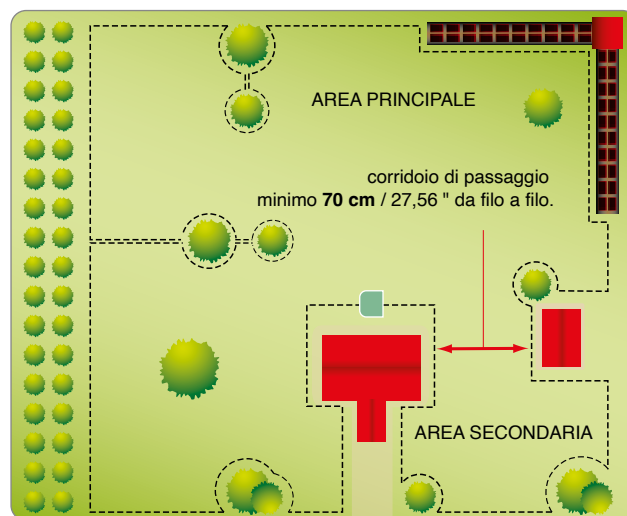 AREA PRINCIPALE
corridoio di passaggio
minimo 70 cm / 27,56 " da filo a filo.
AREA SECONDARIA